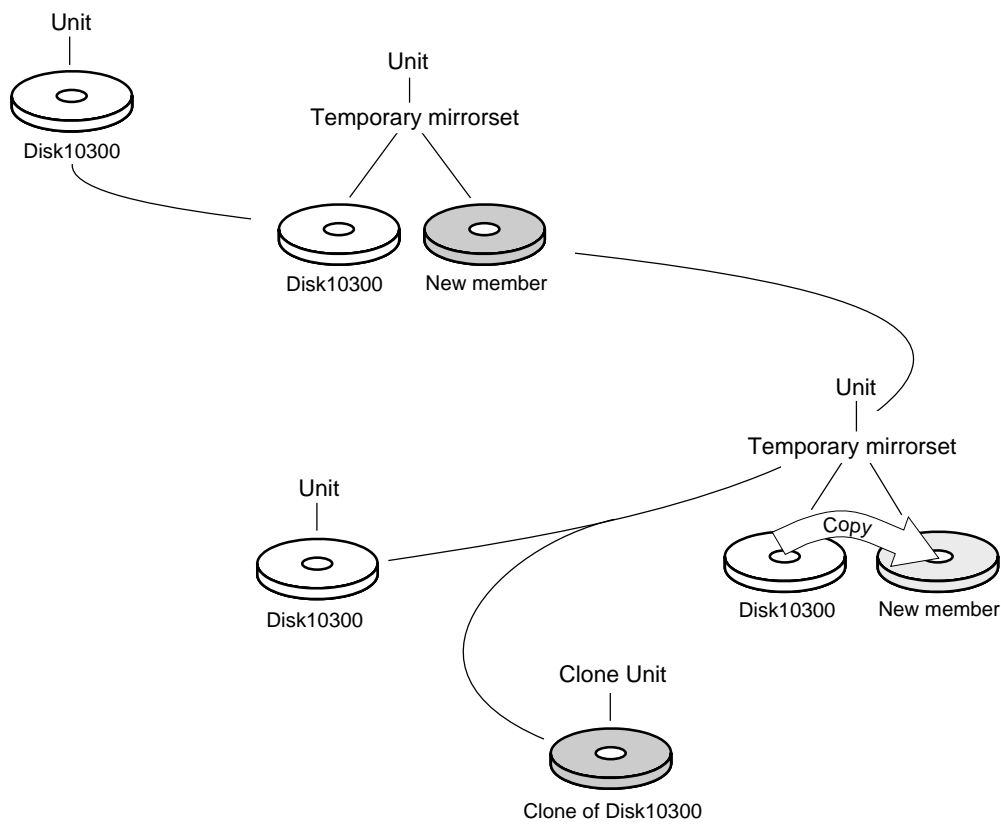 Unit
Disk10300
Unit
Temporary mirrorset
Disk10300
New member
Unit
Temporary mirrorset
Copy
Disk10300
New member
Unit
Disk10300
Clone Unit
Clone of Disk10300